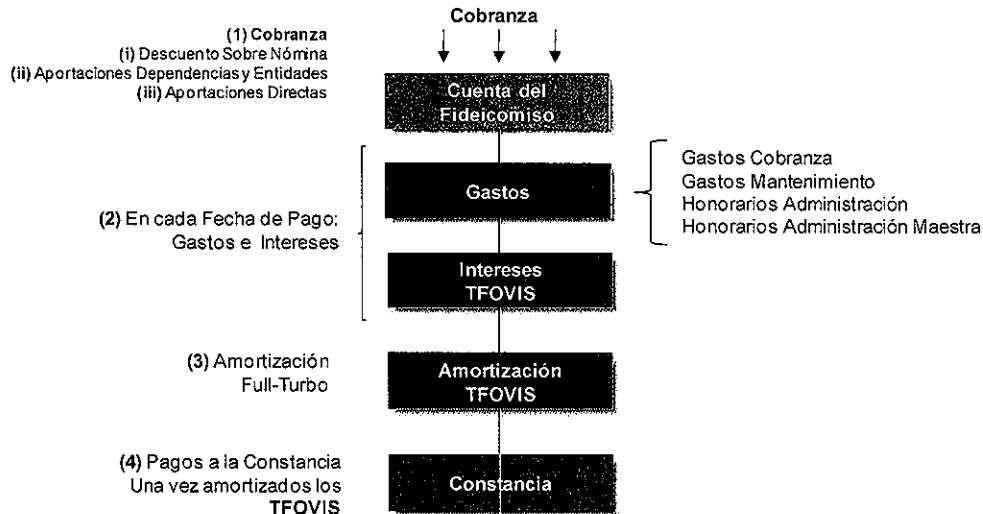 Cobranza
(1) Cobranza
(i) Descuento Sobre Nómina
(ii) Aportaciones Dependencias y Entidades
(iii) Aportaciones Directas
Cuenta del
Fideicomiso
Gastos
Gastos Cobranza
Gastos Mantenimiento
Honorarios Administración
Honorarios Administración Maestra
(2) En cada Fecha de Pago:
Gastos e Intereses
Intereses
TFOVIS
(3) Amortización
Full-Turbo
Amortización
TFOVIS
(4) Pagos a la Constancia
Una vez amortizados los
TFOVIS
Constancia